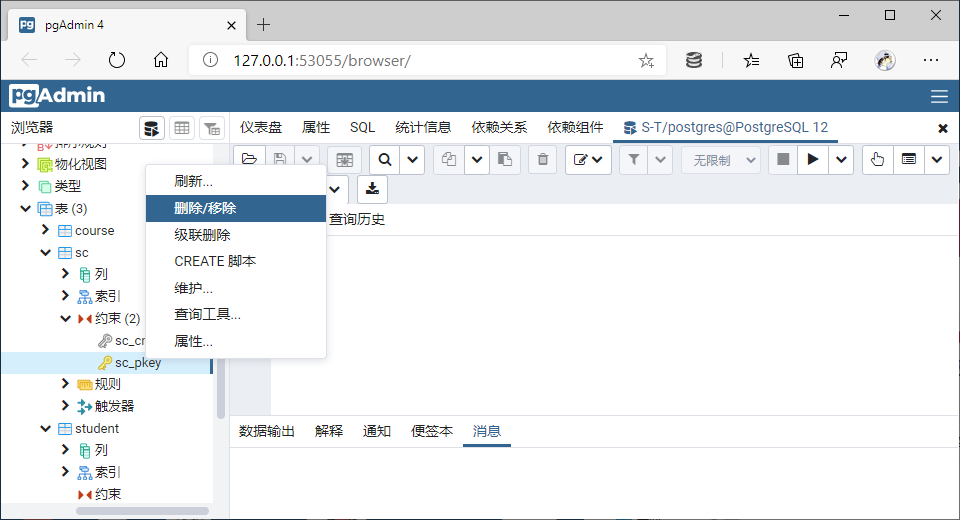 pgAdmin 4
127.0.0.1:53055/browser/
pgAdmin
浏览器
仪表盘 属性 SQL 统计信息 依赖关系 依赖组件 S-T/postgres@PostgreSQL 12
无限制
查询历史
物化视图
类型
表 (3)
course
sc
列
索引
约束 (2)
sc_pkey
规则
触发器
student
列
索引
约束
刷新...
删除/移除
级联删除
CREATE 脚本
维护...
查询工具...
属性...
数据输出 解释 通知 便签本 消息